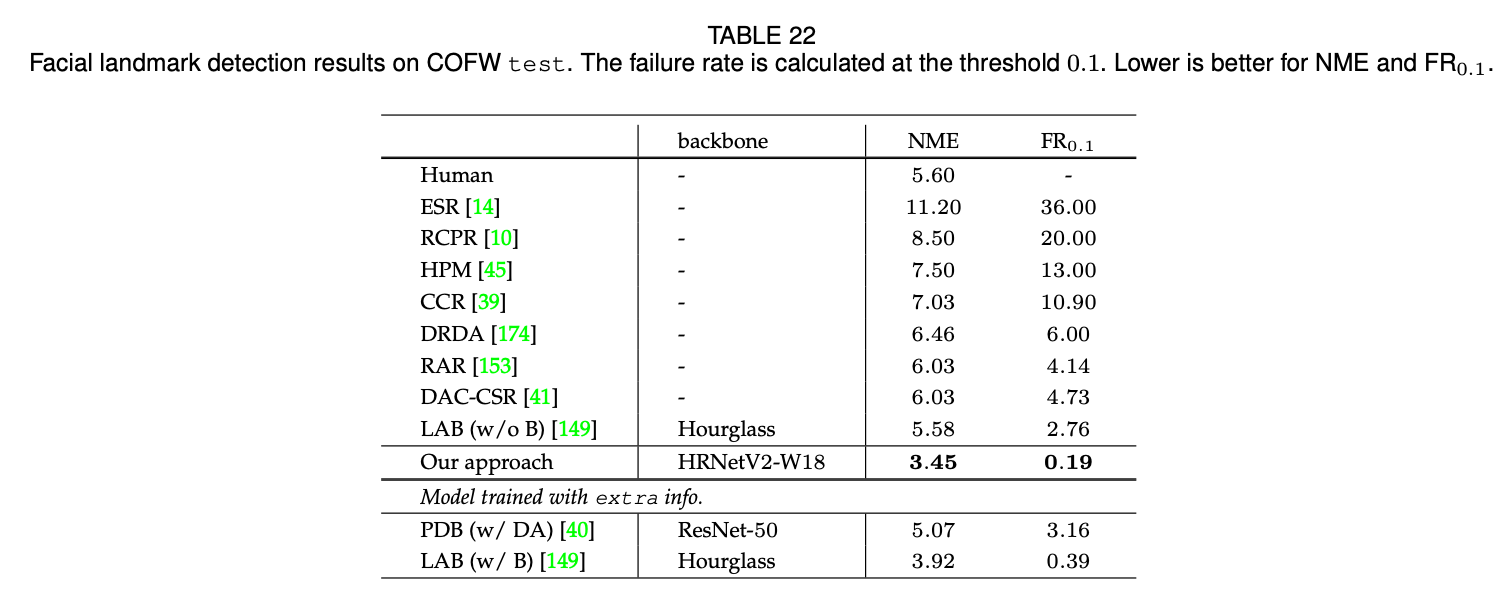 TABLE 22
Facial landmark detection results on COFW test. The failure rate is calculated at the threshold 0.1. Lower is better for NME and FR0.1.
backbone NME FR0.1
Human - 5.60 -
ESR [14] - 11.20 36.00
RCPR [10] - 8.50 20.00
HPM [45] - 7.50 13.00
CCR [39] - 7.03 10.90
DRDA [174] - 6.46 6.00
RAR [153] - 6.03 4.14
DAC-CSR [41] - 6.03 4.73
LAB (w/o B) [149] Hourglass 5.58 2.76
Our approach HRNetV2-W18 3.45 0.19
Model trained with extra info.
PDB (w/ DA) [40] ResNet-50 5.07 3.16
LAB (w/ B) [149] Hourglass 3.92 0.39